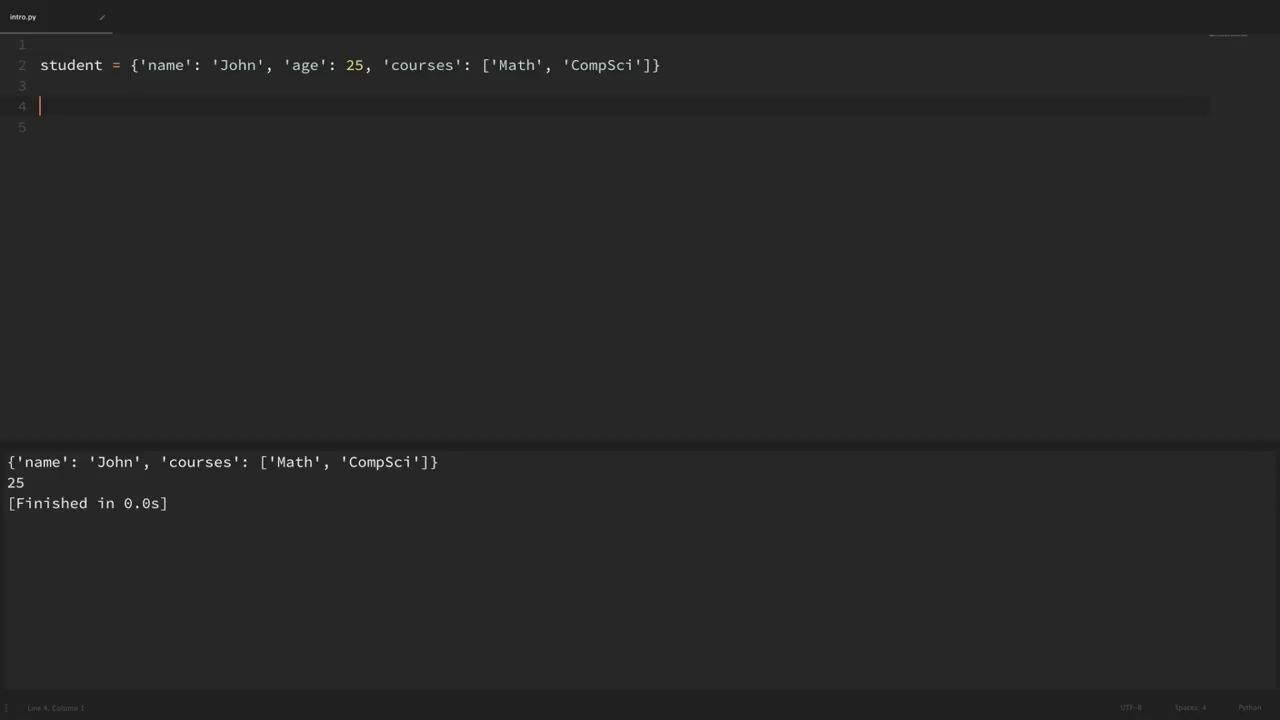 intro.py
1
2 student = {'name': 'John', 'age': 25, 'courses': ['Math', 'CompSci']}
3
4
5
{'name': 'John', 'courses': ['Math', 'CompSci']}
25
[Finished in 0.0s]
Line 4, Column 1 UTF-8 Spaces: 4 Python